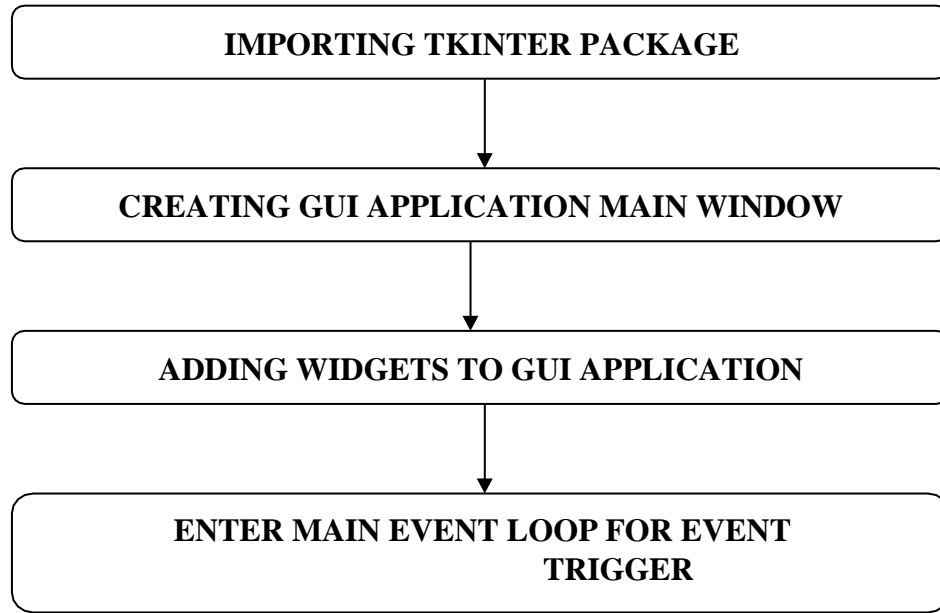 IMPORTING TKINTER PACKAGE
CREATING GUI APPLICATION MAIN WINDOW
ADDING WIDGETS TO GUI APPLICATION
ENTER MAIN EVENT LOOP FOR EVENT
TRIGGER